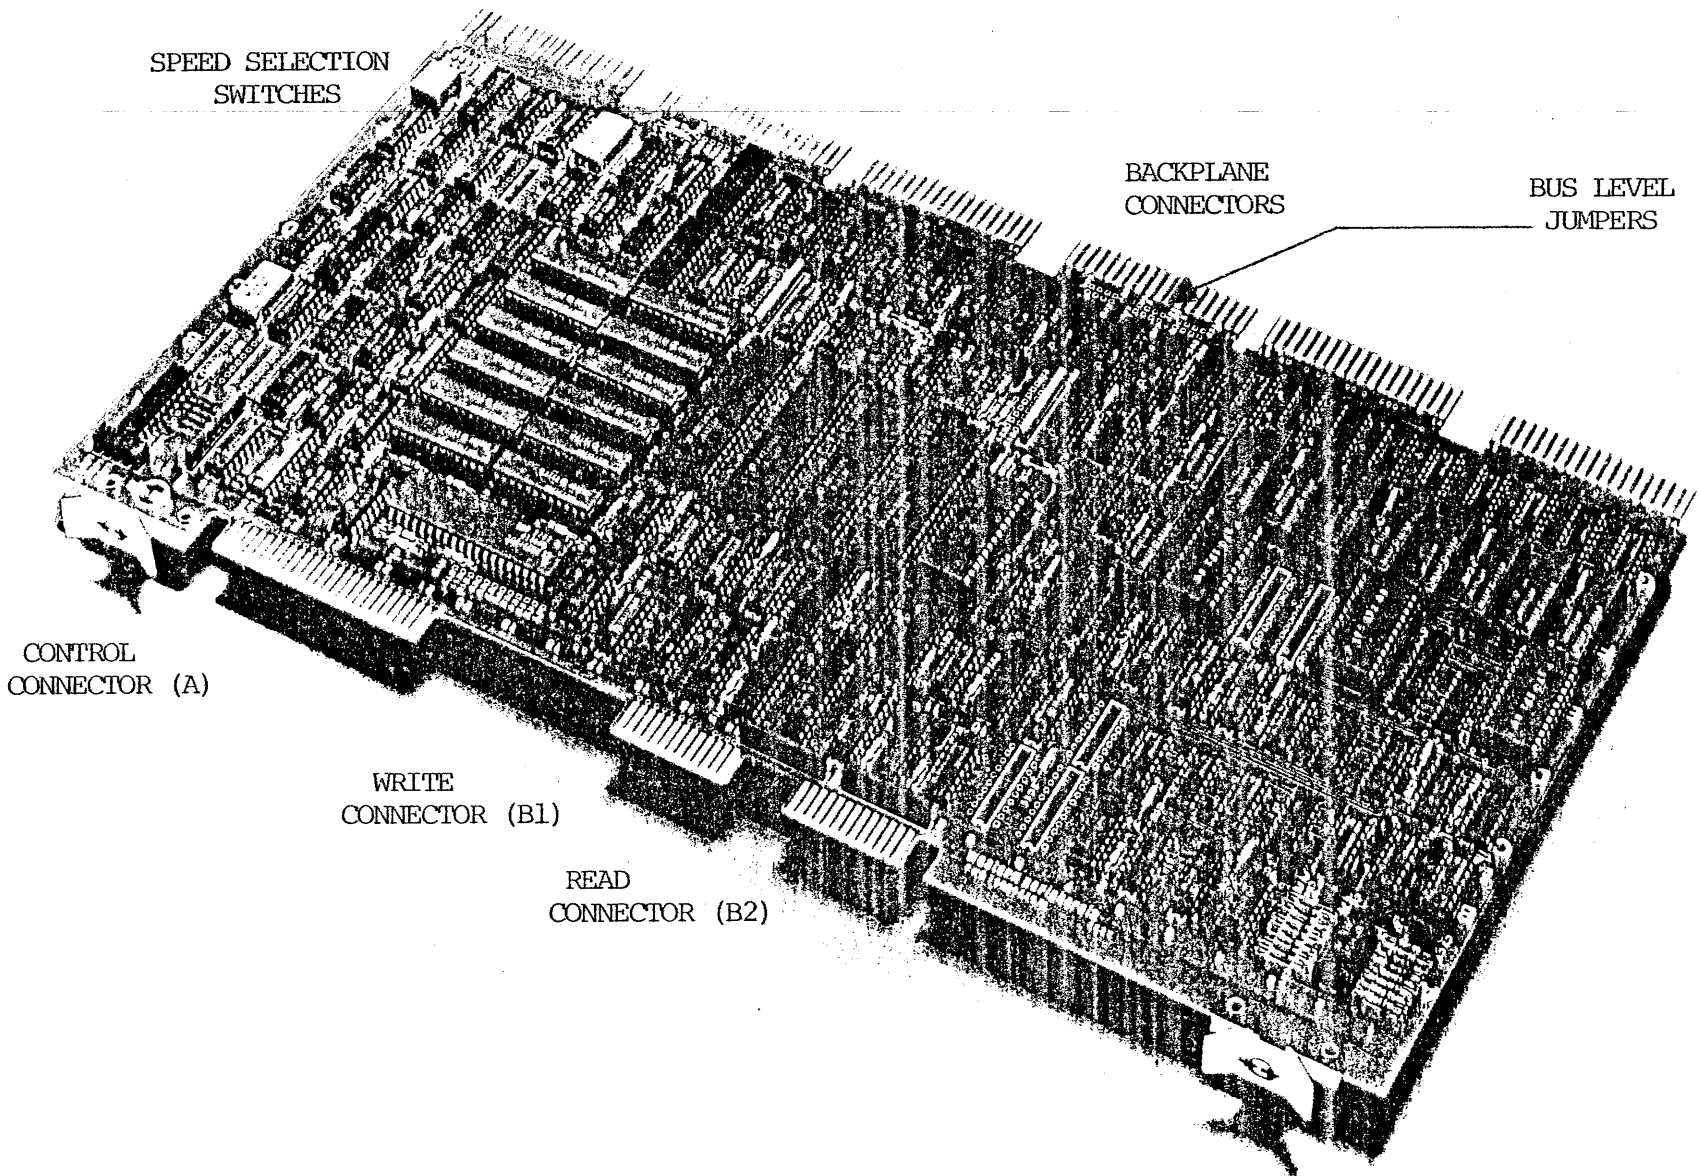 SPEED SELECTION
SWITCHES
BACKPLANE
CONNECTORS
BUS LEVEL
JUMPERS
CONTROL
CONNECTOR (A)
WRITE
CONNECTOR (B1)
READ
CONNECTOR (B2)